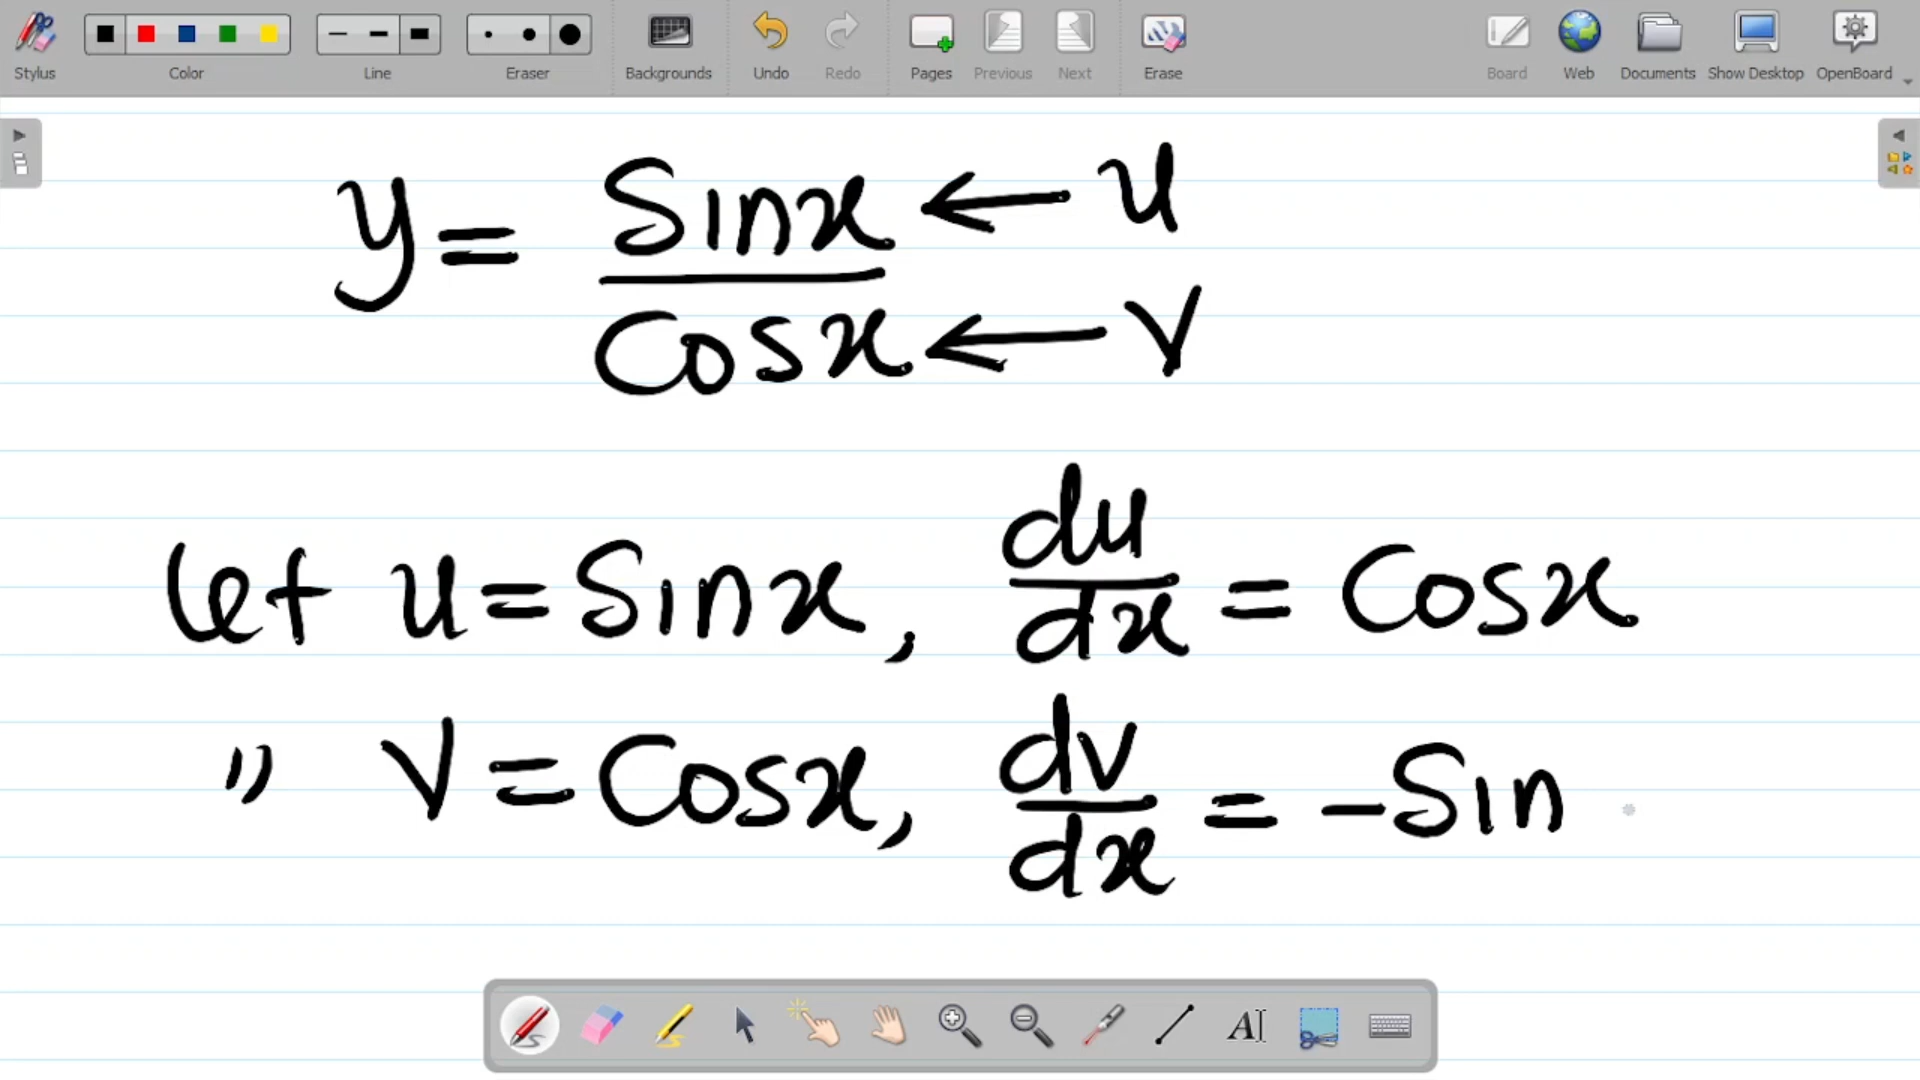 Stylus Color Line Eraser Backgrounds Undo Redo Pages Previous Next Erase Board Web Documents Show Desktop OpenBoard
y = Sinx ← u
Cosx ← v
let u = Sinx, du/dx = Cosx
" v = Cosx, dv/dx = -Sin
AI